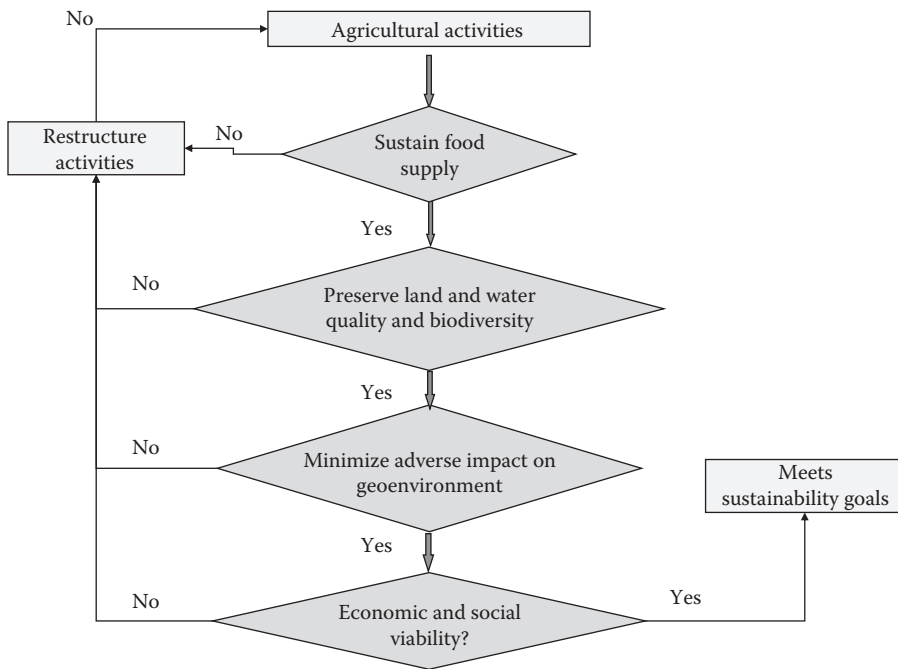 No
Agricultural activities
Restructure
activities
No
Sustain food
supply
Yes
No
Preserve land and water
quality and biodiversity
Yes
No
Minimize adverse impact on
geoenvironment
Meets
sustainability goals
Yes
No
Economic and social
viability?
Yes